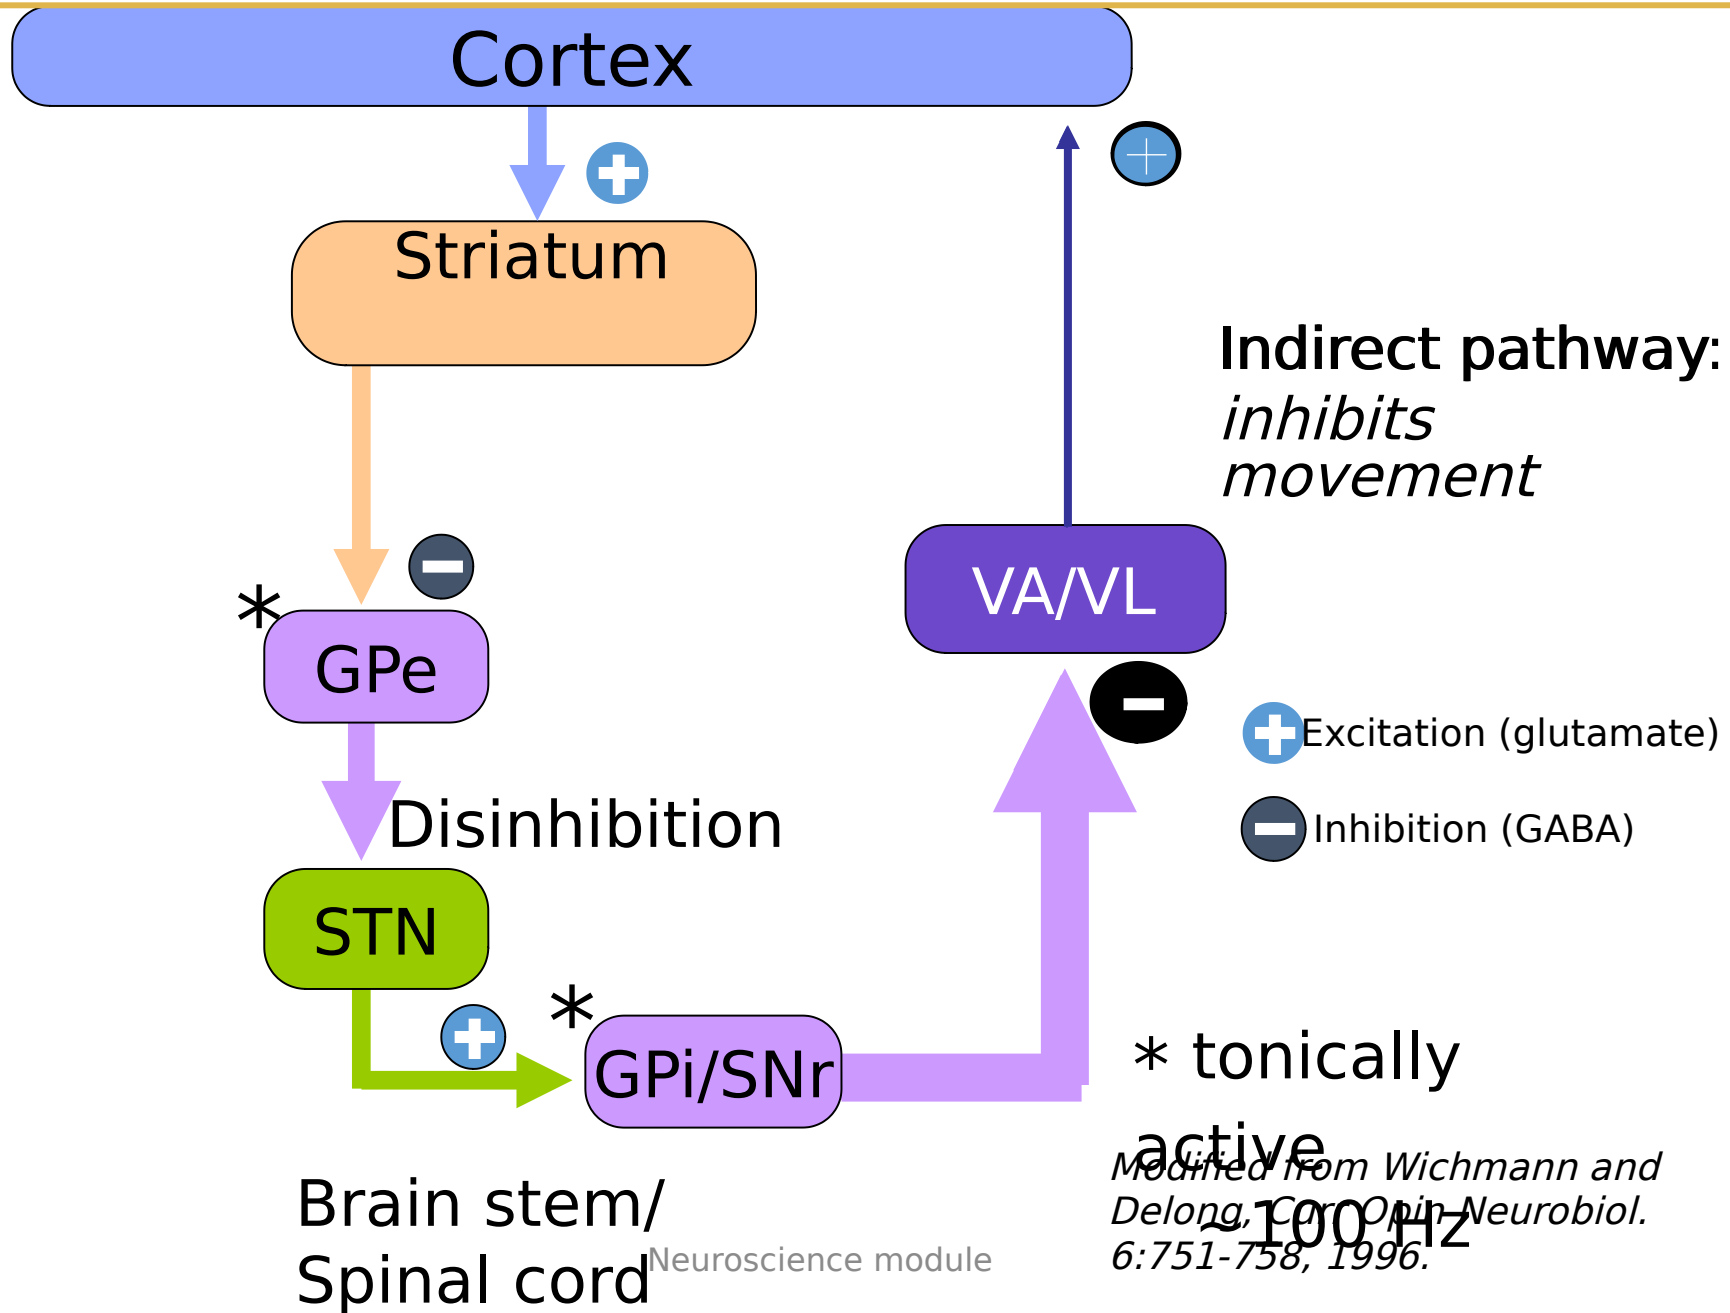 Cortex
Striatum
Indirect pathway:
inhibits
movement
*
GPe
VA/VL
Excitation (glutamate)
Disinhibition
Inhibition (GABA)
STN
*
GPi/SNr
* tonically
active
~100 Hz
Modified from Wichmann and
Delong, Curr Opin Neurobiol.
6:751-758, 1996.
Brain stem/
Spinal cord
Neuroscience module